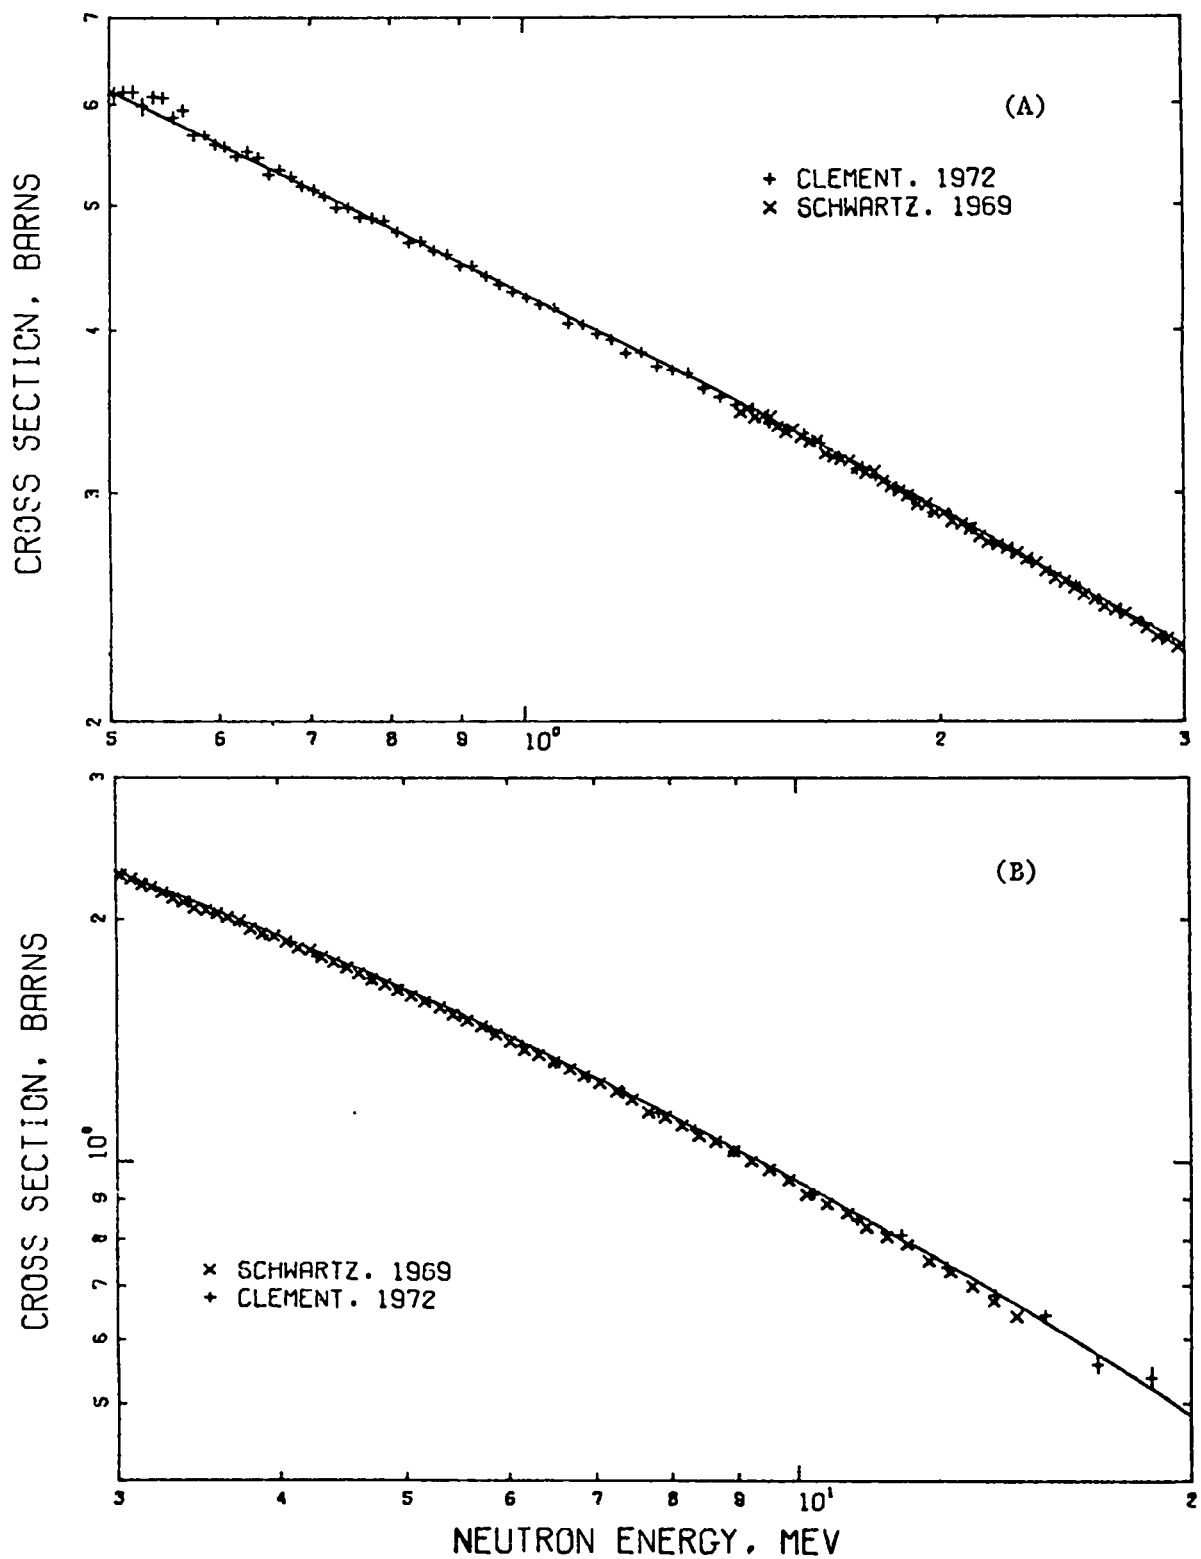 7
6
5
4
3
2
CROSS SECTION, BARNS
(A)
+ CLEMENT. 1972
× SCHWARTZ. 1969
5 6 7 8 9 10⁰ 2 3
3
2
10⁰
9
8
7
6
5
CROSS SECTION, BARNS
(B)
× SCHWARTZ. 1969
+ CLEMENT. 1972
3 4 5 6 7 8 9 10¹ 2
NEUTRON ENERGY, MEV